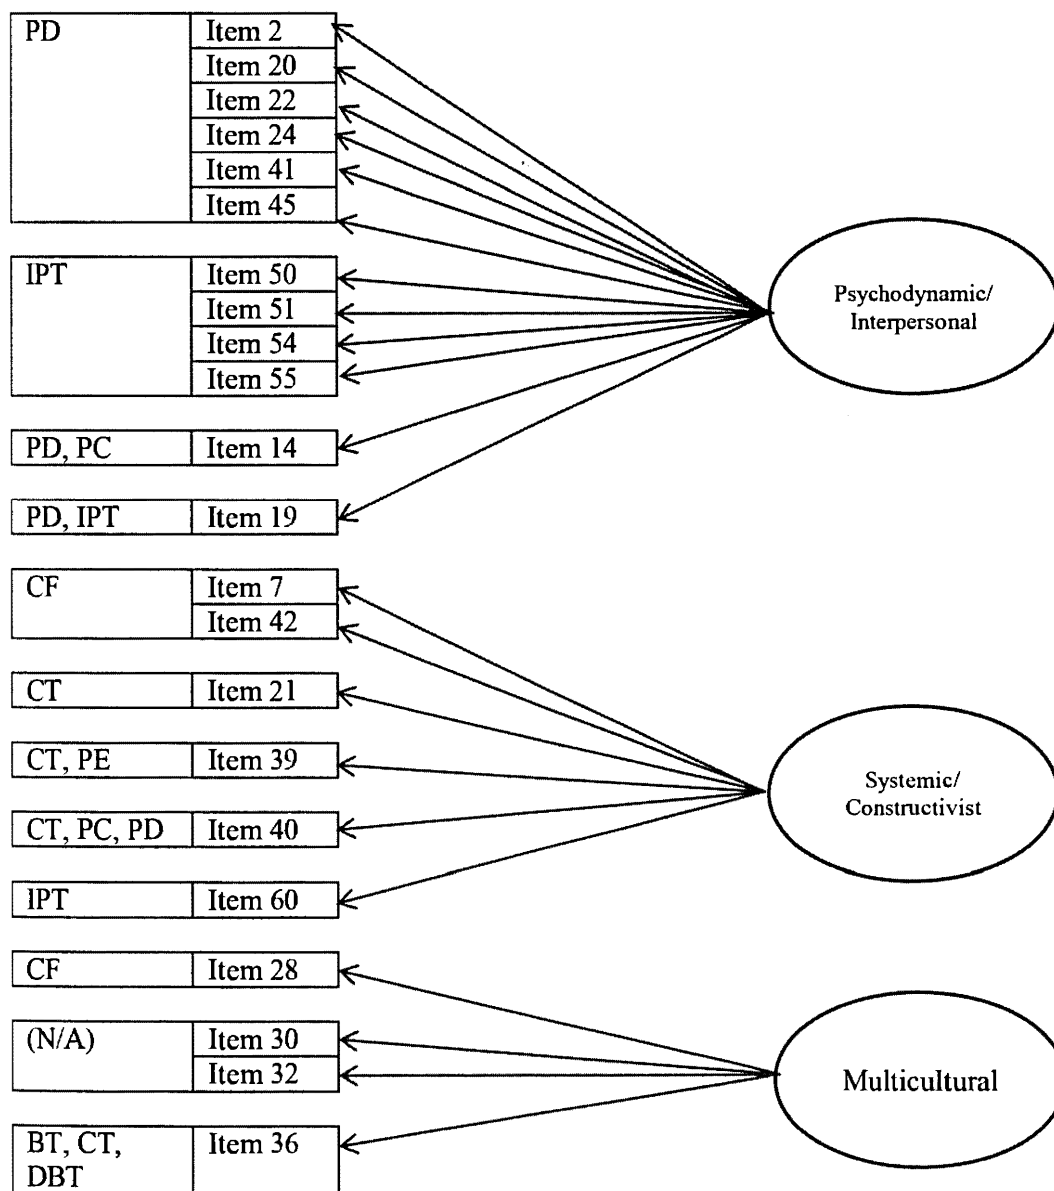 PD
Item 2
Item 20
Item 22
Item 24
Item 41
Item 45
IPT
Item 50
Item 51
Item 54
Item 55
PD, PC
Item 14
PD, IPT
Item 19
Psychodynamic/
Interpersonal
CF
Item 7
Item 42
CT
Item 21
CT, PE
Item 39
CT, PC, PD
Item 40
IPT
Item 60
Systemic/
Constructivist
CF
Item 28
(N/A)
Item 30
Item 32
BT, CT,
DBT
Item 36
Multicultural